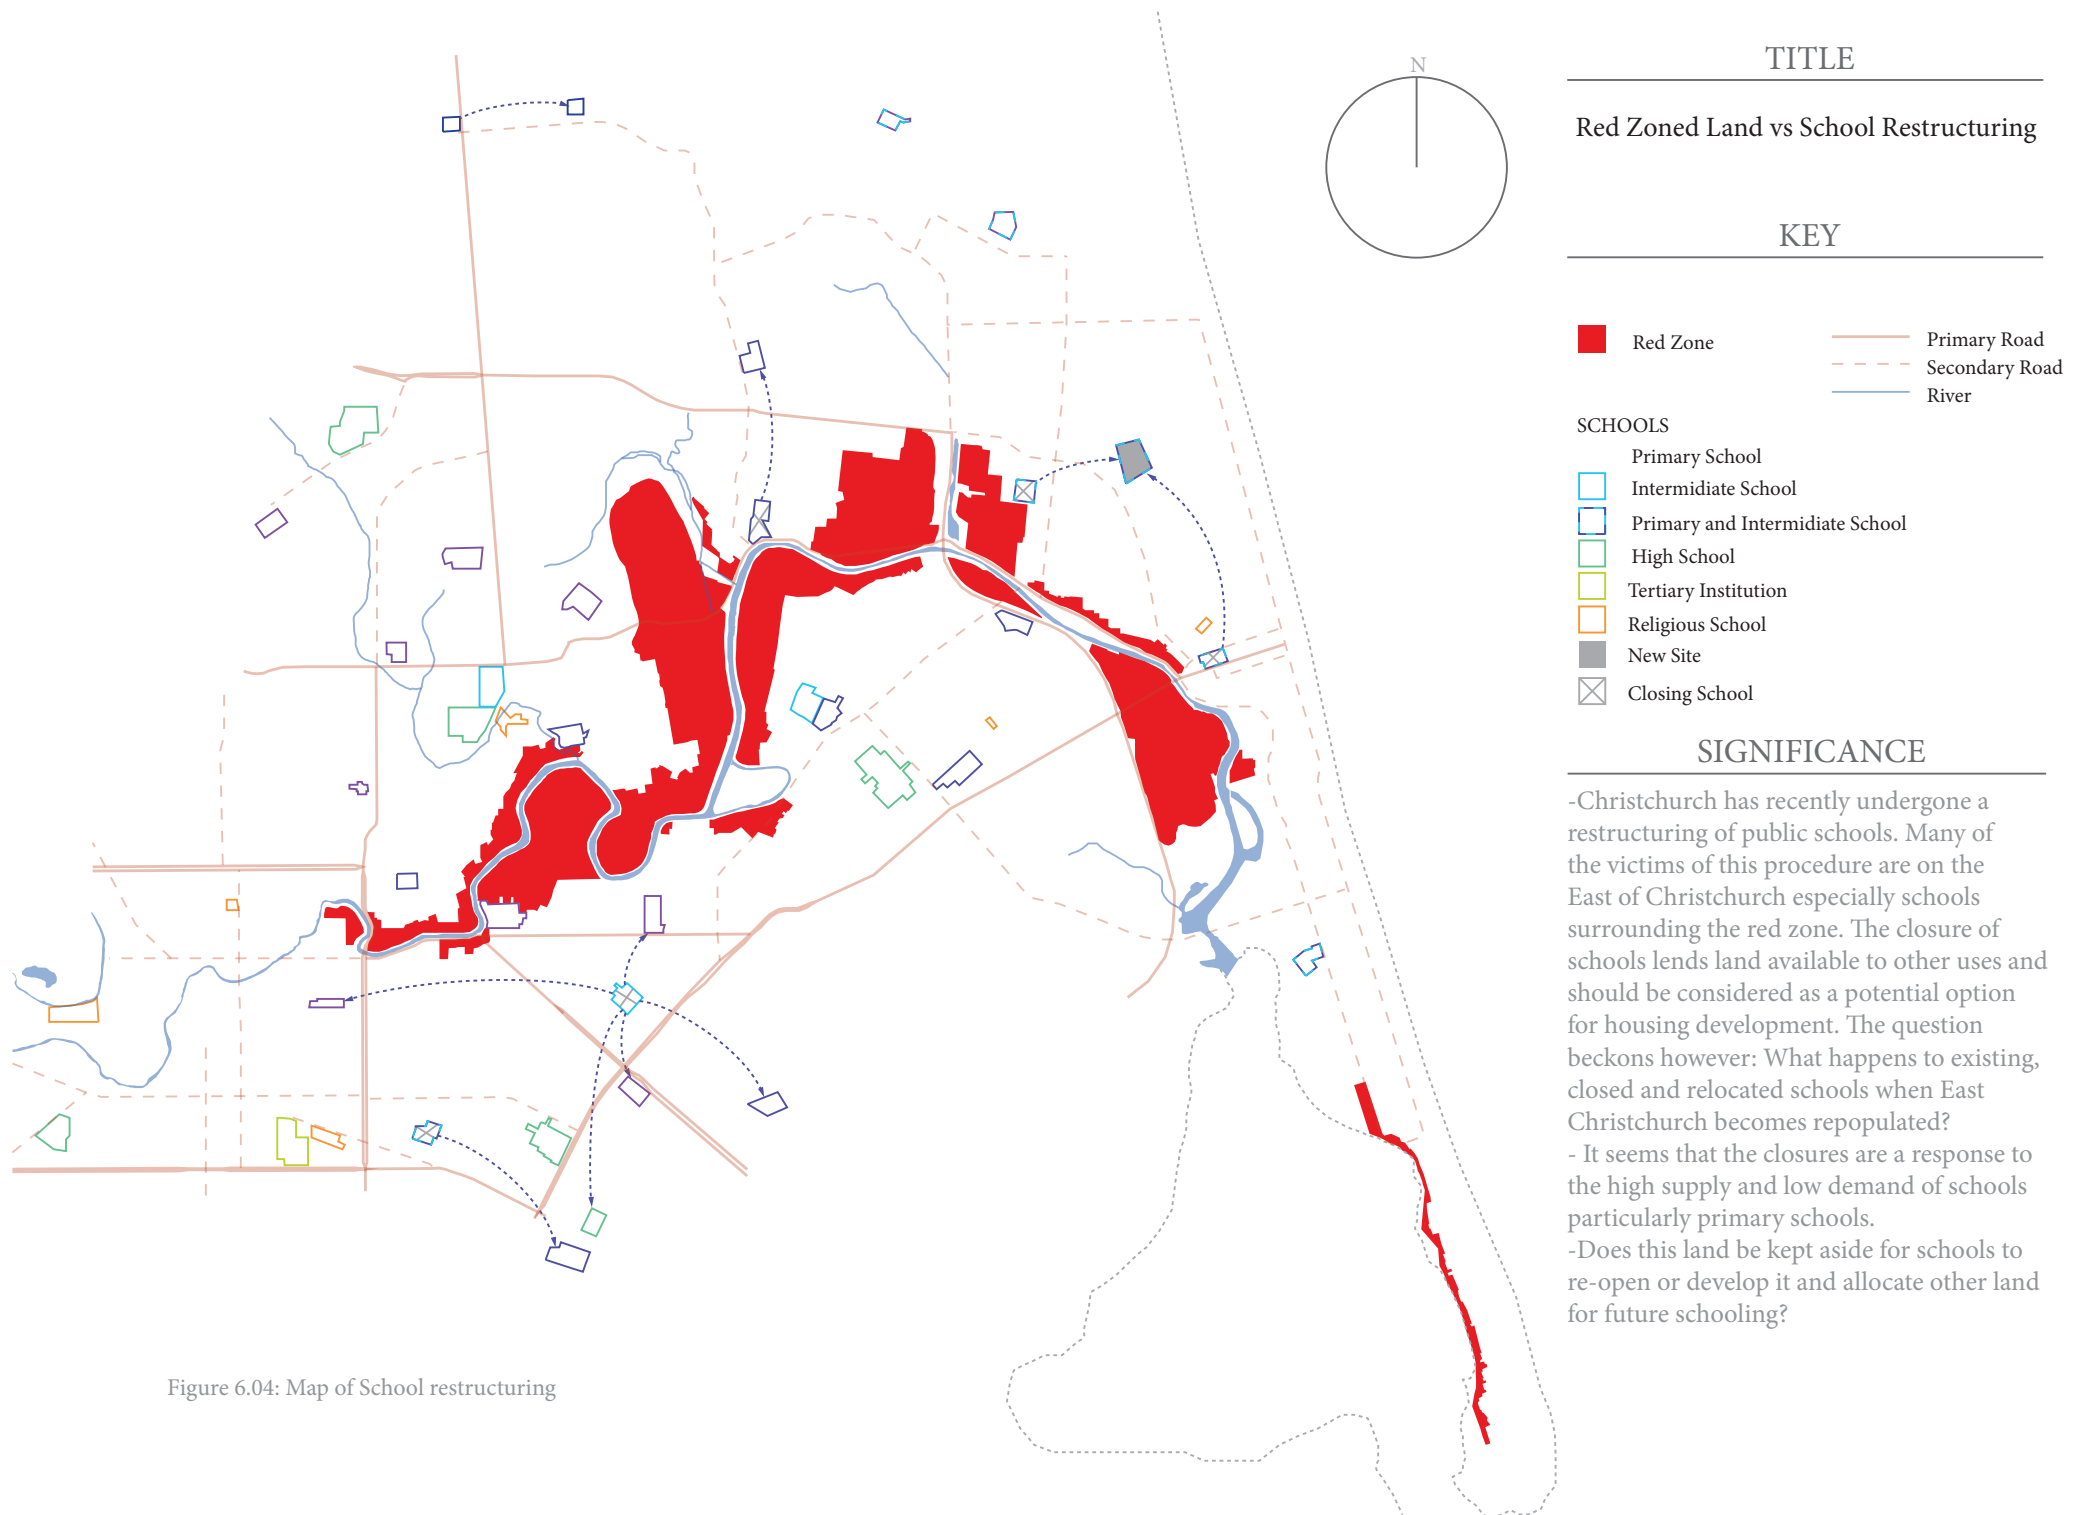 N
TITLE
Red Zoned Land vs School Restructuring
KEY
Red Zone
Primary Road
Secondary Road
River
SCHOOLS
Primary School
Intermidiate School
Primary and Intermidiate School
High School
Tertiary Institution
Religious School
New Site
Closing School
SIGNIFICANCE
-Christchurch has recently undergone a
restructuring of public schools. Many of
the victims of this procedure are on the
East of Christchurch especially schools
surrounding the red zone. The closure of
schools lends land available to other uses and
should be considered as a potential option
for housing development. The question
beckons however: What happens to existing,
closed and relocated schools when East
Christchurch becomes repopulated?
- It seems that the closures are a response to
the high supply and low demand of schools
particularly primary schools.
-Does this land be kept aside for schools to
re-open or develop it and allocate other land
for future schooling?
Figure 6.04: Map of School restructuring